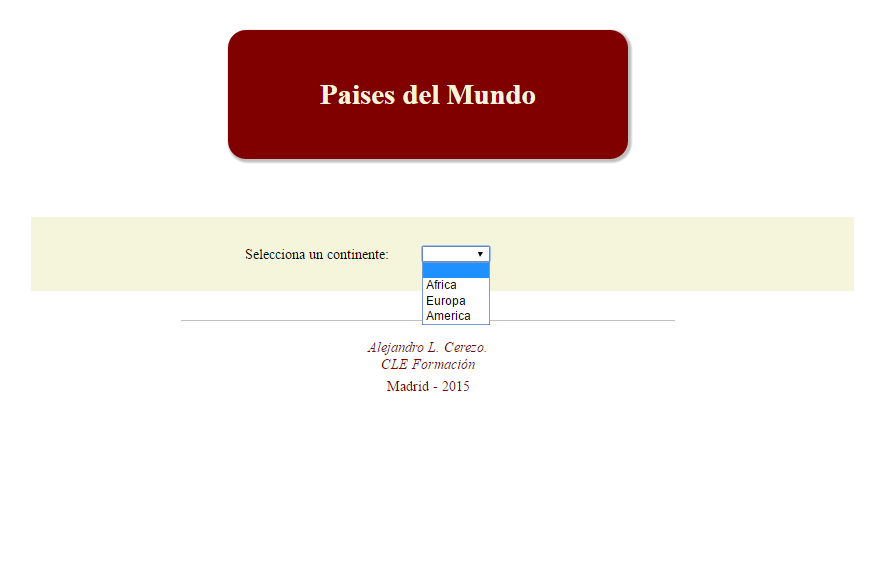 Paises del Mundo
Selecciona un continente:
Africa
Europa
America
Alejandro L. Cerezo.
CLE Formación
Madrid - 2015